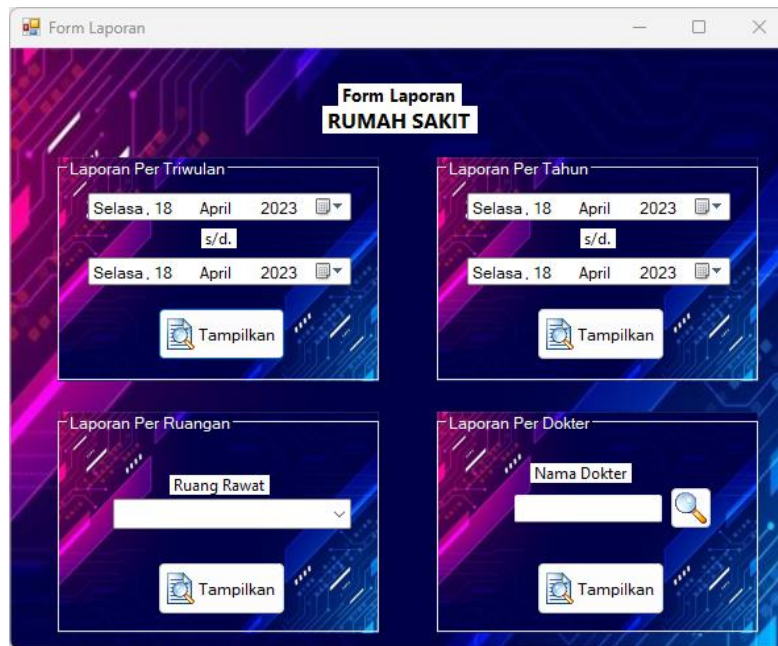 Form Laporan
Form Laporan
RUMAH SAKIT
Laporan Per Triwulan
Selasa, 18 April 2023
s/d.
Selasa, 18 April 2023
Tampilkan
Laporan Per Tahun
Selasa, 18 April 2023
s/d.
Selasa, 18 April 2023
Tampilkan
Laporan Per Ruangan
Ruang Rawat
Tampilkan
Laporan Per Dokter
Nama Dokter
Tampilkan